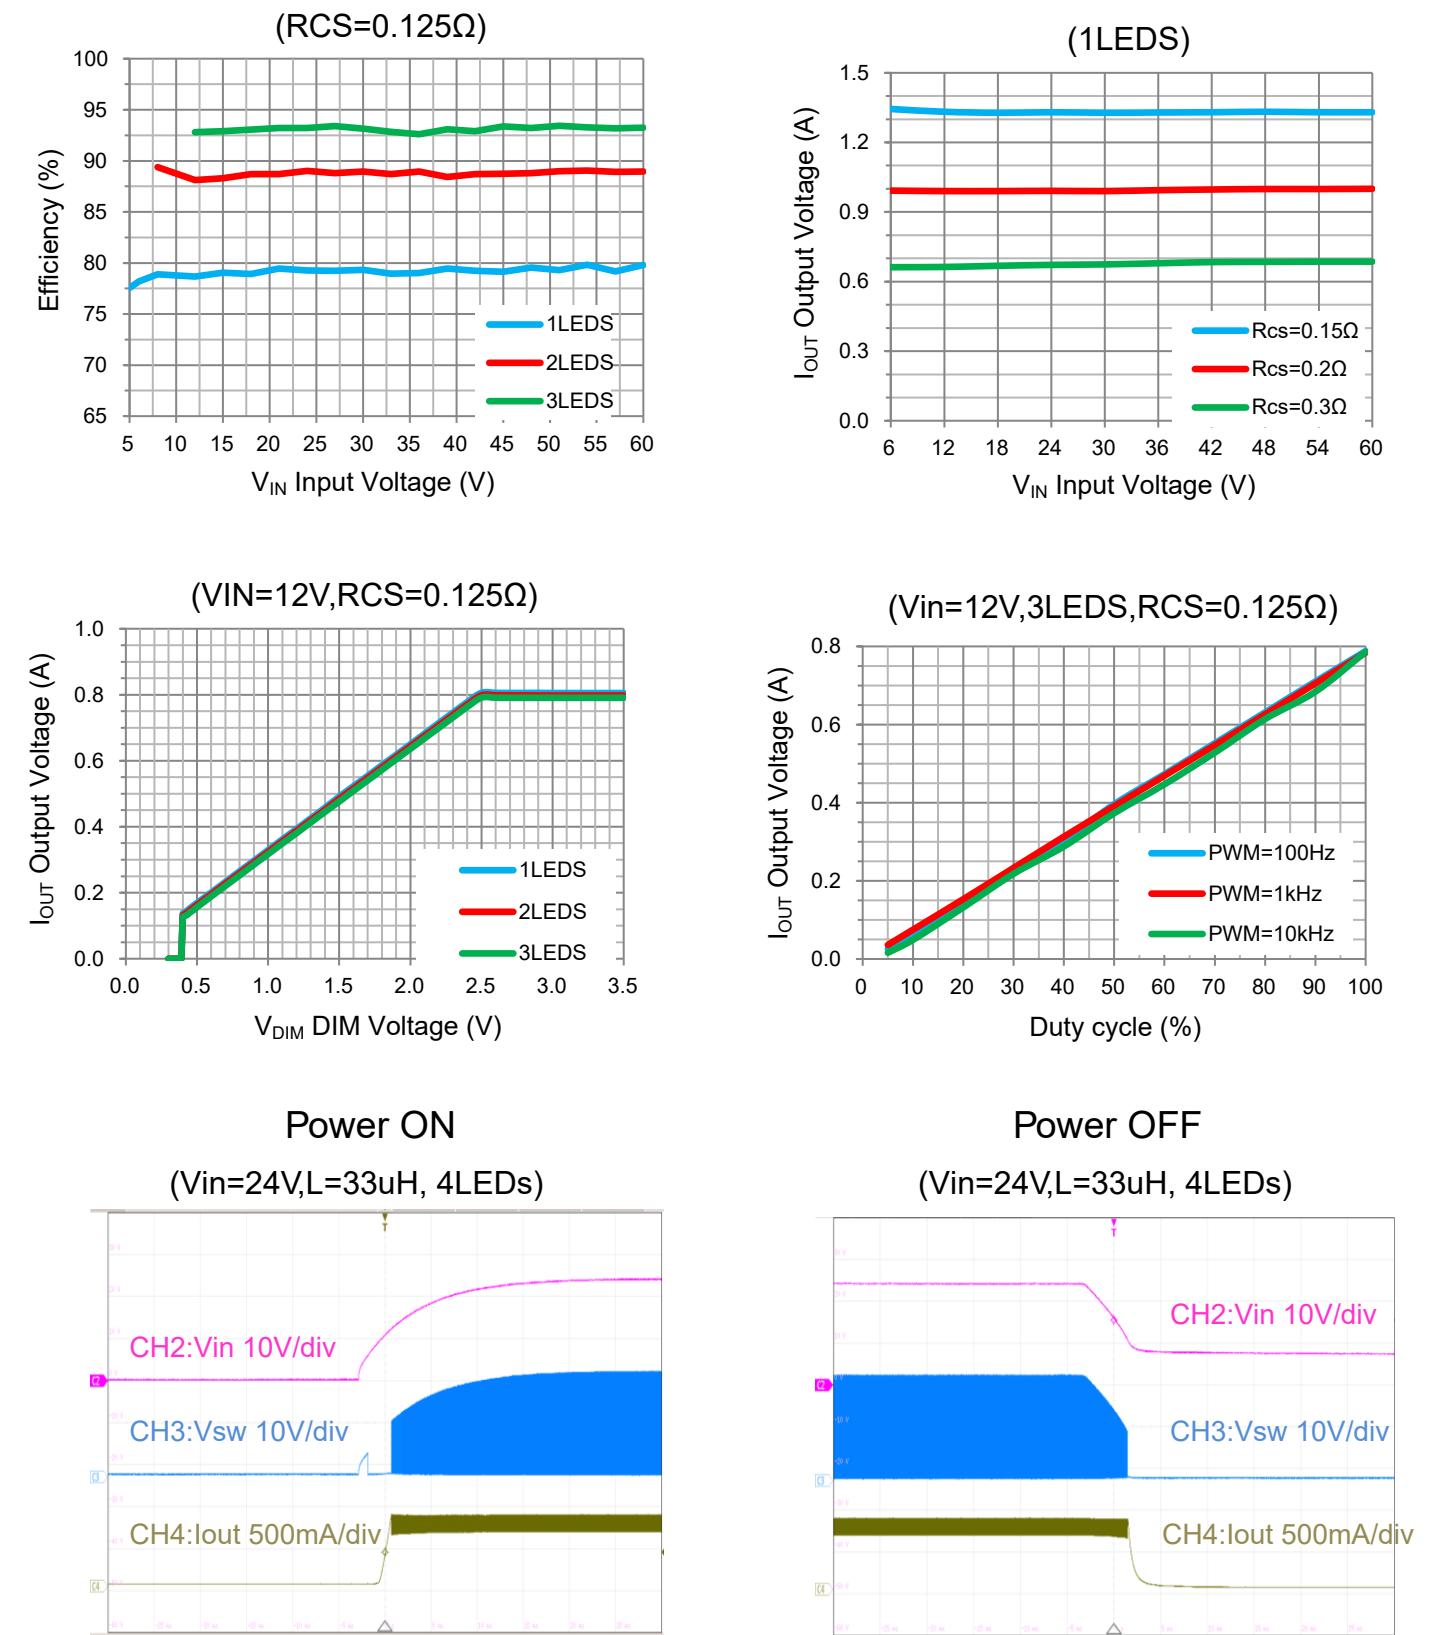 (RCS=0.125Ω)
100
95
90
85
80
75
70
65
Efficiency (%)
1LEDS
2LEDS
3LEDS
5 10 15 20 25 30 35 40 45 50 55 60
VIN Input Voltage (V)
(1LEDS)
1.5
1.2
0.9
0.6
0.3
0.0
IOUT Output Voltage (A)
Rcs=0.15Ω
Rcs=0.2Ω
Rcs=0.3Ω
6 12 18 24 30 36 42 48 54 60
VIN Input Voltage (V)
(VIN=12V,RCS=0.125Ω)
1.0
0.8
0.6
0.4
0.2
0.0
IOUT Output Voltage (A)
1LEDS
2LEDS
3LEDS
0.0 0.5 1.0 1.5 2.0 2.5 3.0 3.5
VDIM DIM Voltage (V)
(Vin=12V,3LEDS,RCS=0.125Ω)
0.8
0.6
0.4
0.2
0.0
IOUT Output Voltage (A)
PWM=100Hz
PWM=1kHz
PWM=10kHz
0 10 20 30 40 50 60 70 80 90 100
Duty cycle (%)
Power ON
(Vin=24V,L=33uH, 4LEDs)
T
CH2:Vin 10V/div
C2
CH3:Vsw 10V/div
C3
CH4:Iout 500mA/div
C4
Power OFF
(Vin=24V,L=33uH, 4LEDs)
T
CH2:Vin 10V/div
C2
CH3:Vsw 10V/div
C3
CH4:Iout 500mA/div
C4